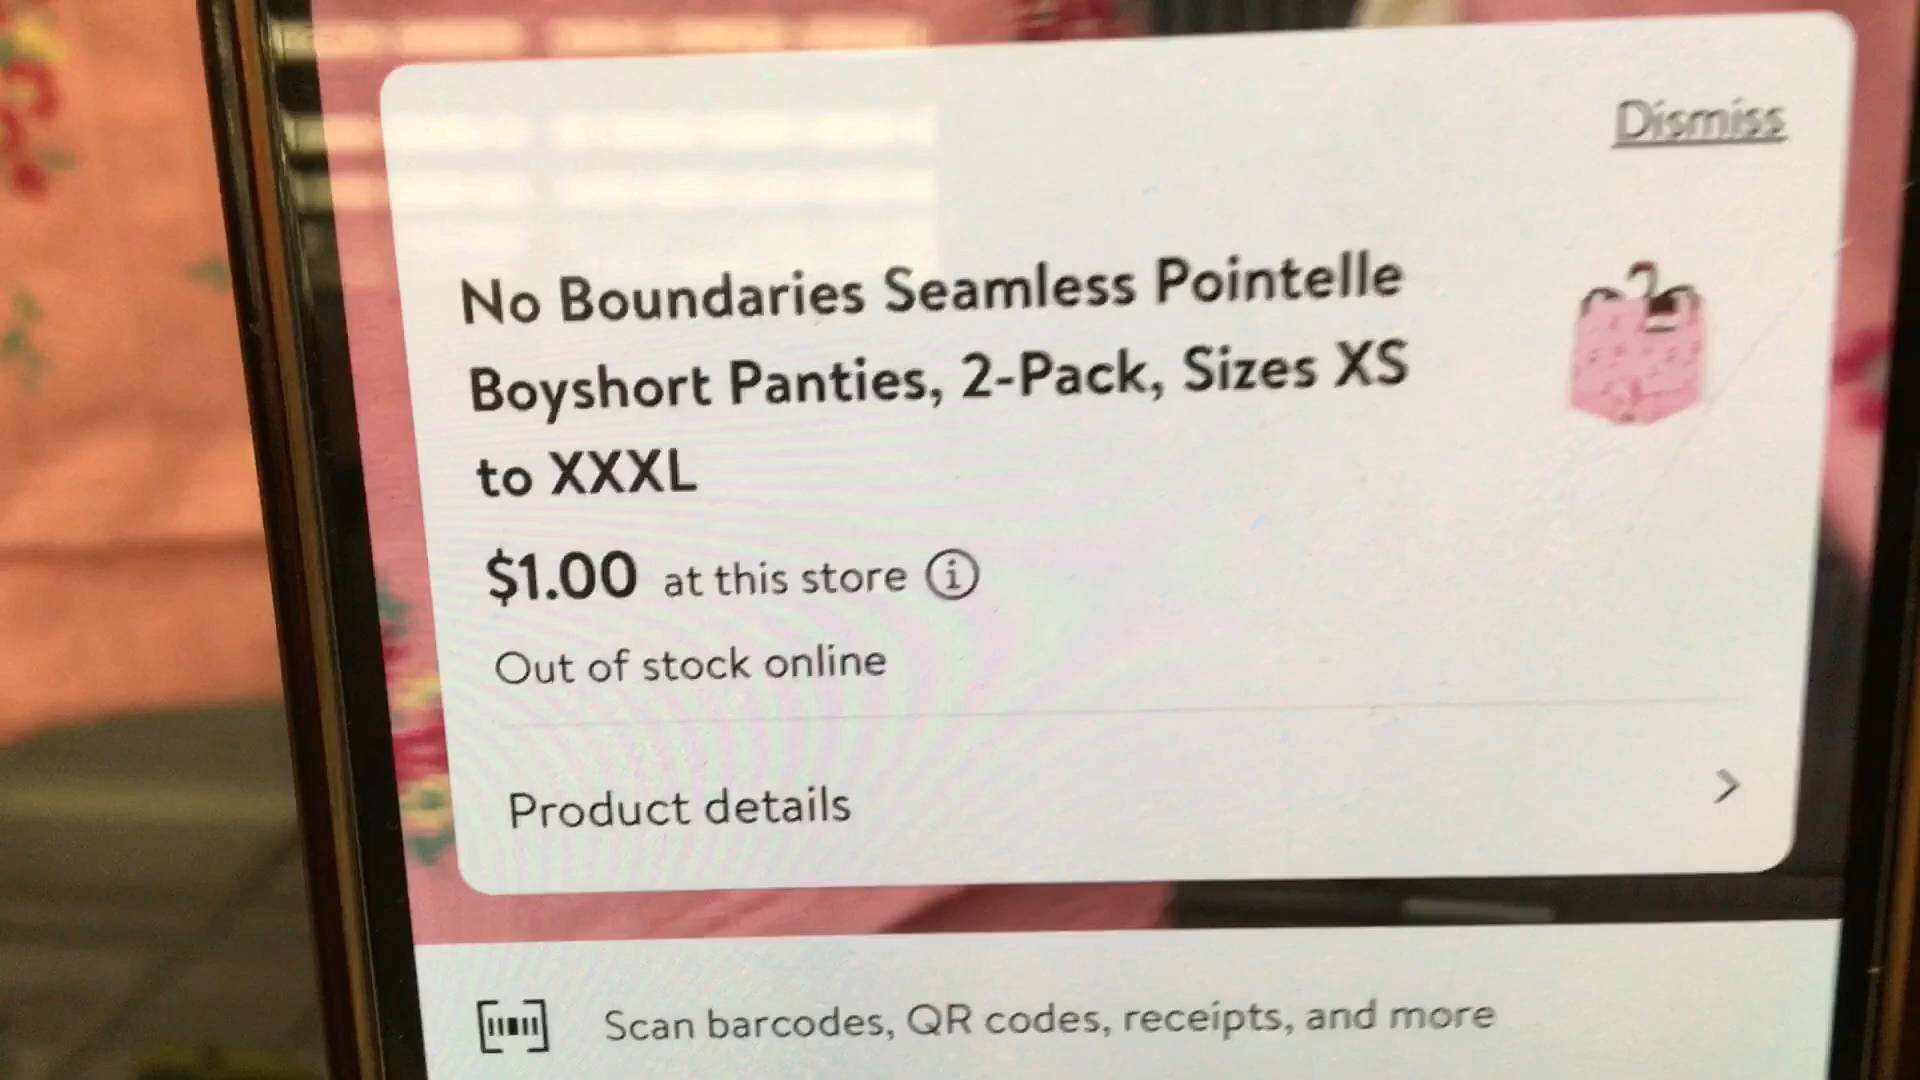 Dismiss
No Boundaries Seamless Pointelle
Boyshort Panties, 2-Pack, Sizes XS
to XXXL
$1.00 at this store
Out of stock online
Product details
Scan barcodes, QR codes, receipts, and more